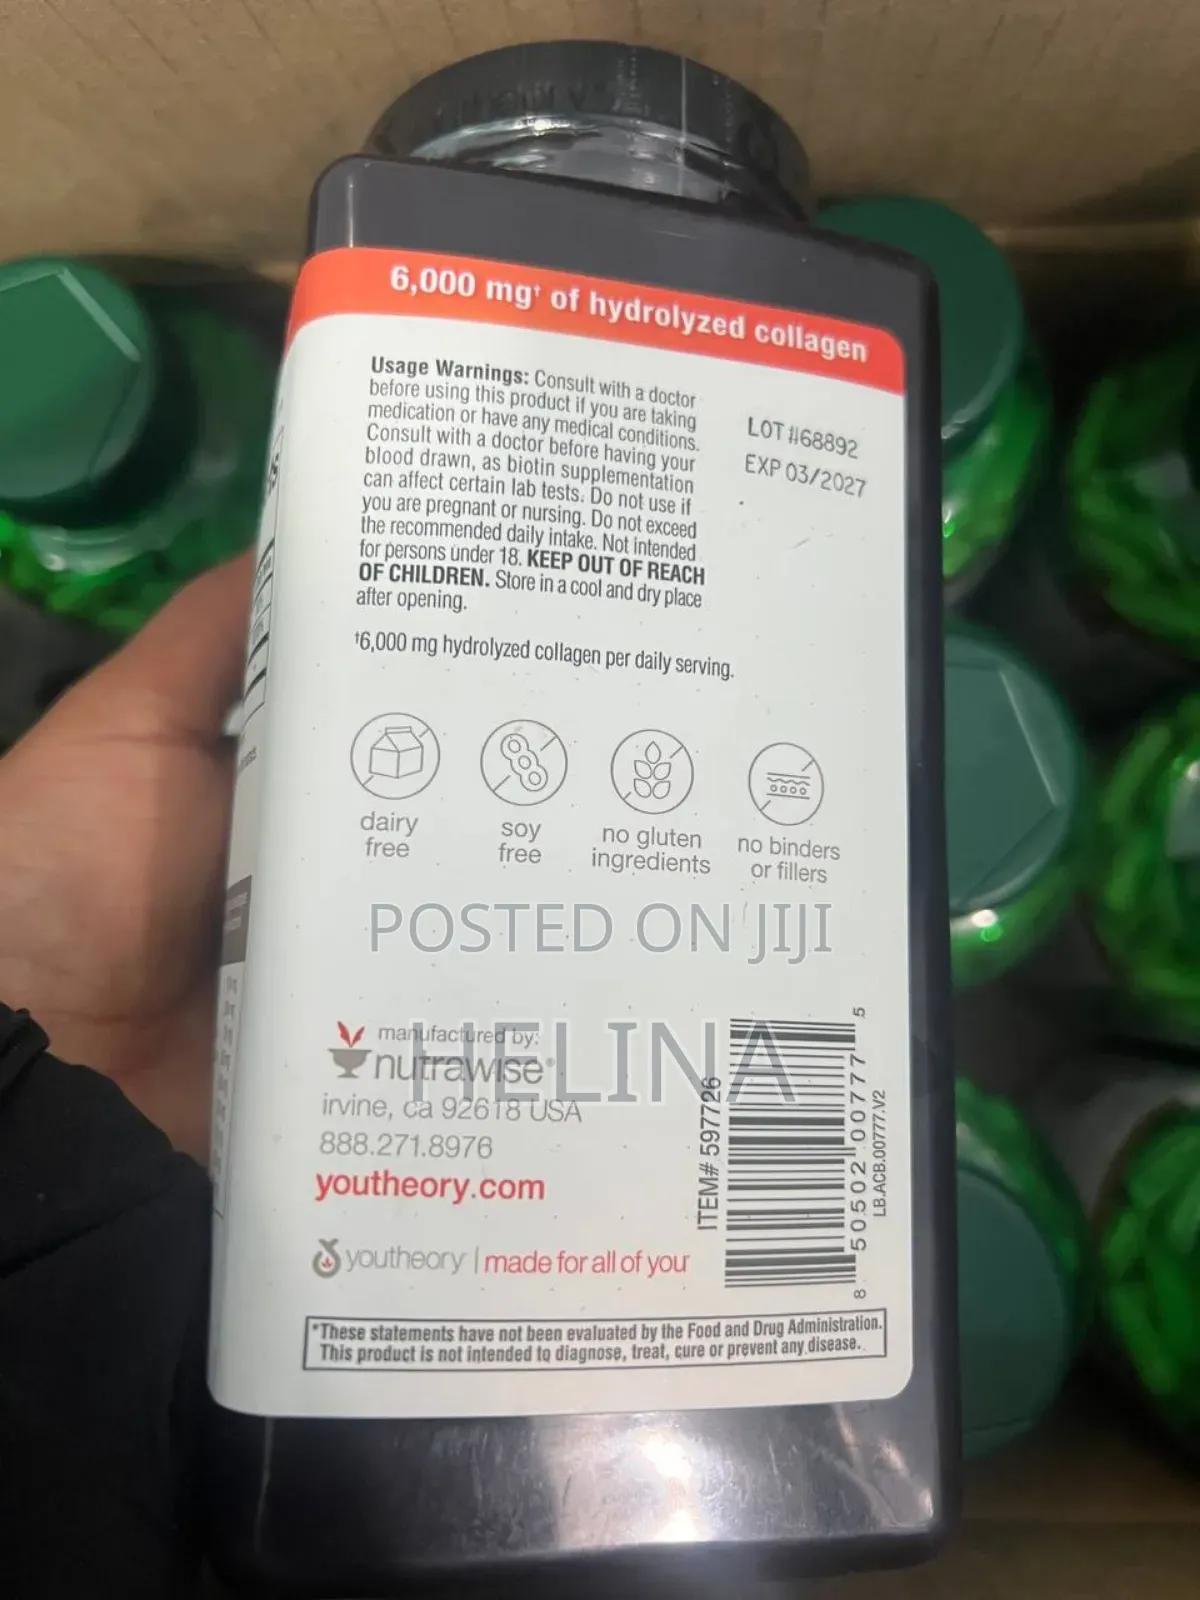 6,000 mg† of hydrolyzed collagen
Usage Warnings: Consult with a doctor
before using this product if you are taking
medication or have any medical conditions.
Consult with a doctor before having your
blood drawn, as biotin supplementation
can affect certain lab tests. Do not use if
you are pregnant or nursing. Do not exceed
the recommended daily intake. Not intended
for persons under 18. KEEP OUT OF REACH
OF CHILDREN. Store in a cool and dry place
after opening.
LOT #68892
EXP 03/2027
†6,000 mg hydrolyzed collagen per daily serving.
dairy
free
soy
free
no gluten
ingredients
no binders
or fillers
POSTED ON JIJI
HELINA
manufactured by:
nutrawise®
irvine, ca 92618 USA
888.271.8976
youtheory.com
youtheory | made for all of you
ITEM# 597726
8 50502 00777 5
LB.ACB.00777.V2
*These statements have not been evaluated by the Food and Drug Administration.
This product is not intended to diagnose, treat, cure or prevent any disease.